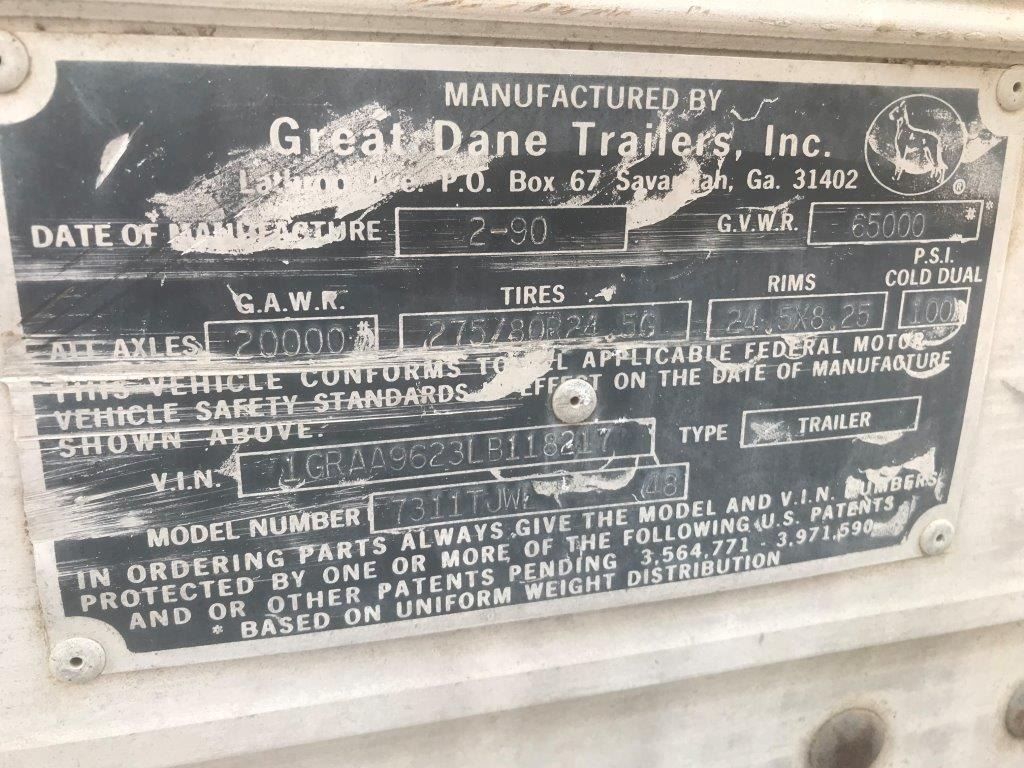 MANUFACTURED BY
Great Dane Trailers, Inc.
Lathrop Ave. P.O. Box 67 Savannah, Ga. 31402
DATE OF MANUFACTURE 2-90 G.V.W.R. 65000*
G.A.W.R. TIRES RIMS P.S.I. COLD DUAL
ALL AXLES 20000* 275/80R24.5G 24.5X8.25 100
THIS VEHICLE CONFORMS TO ALL APPLICABLE FEDERAL MOTOR
VEHICLE SAFETY STANDARDS EFFECT ON THE DATE OF MANUFACTURE
SHOWN ABOVE.
V.I.N. 1GRAA9623LB118217 TYPE TRAILER
MODEL NUMBER 7311TJW 48
IN ORDERING PARTS ALWAYS GIVE THE MODEL AND V.I.N. NUMBERS
PROTECTED BY ONE OR MORE OF THE FOLLOWING U.S. PATENTS
AND OR OTHER PATENTS PENDING 3,564,771 - 3,971,590
* BASED ON UNIFORM WEIGHT DISTRIBUTION
®